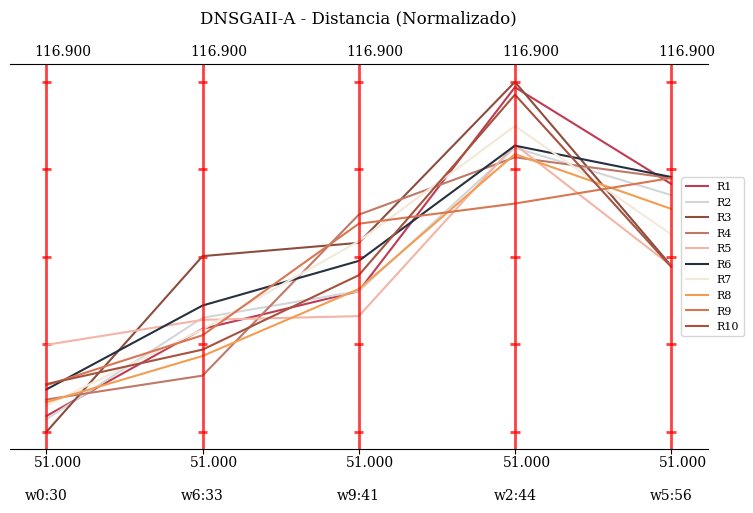 DNSGAII-A - Distancia (Normalizado)
116.900 116.900 116.900 116.900 116.900
R1
R2
R3
R4
R5
R6
R7
R8
R9
R10
51.000 51.000 51.000 51.000 51.000
w0:30 w6:33 w9:41 w2:44 w5:56